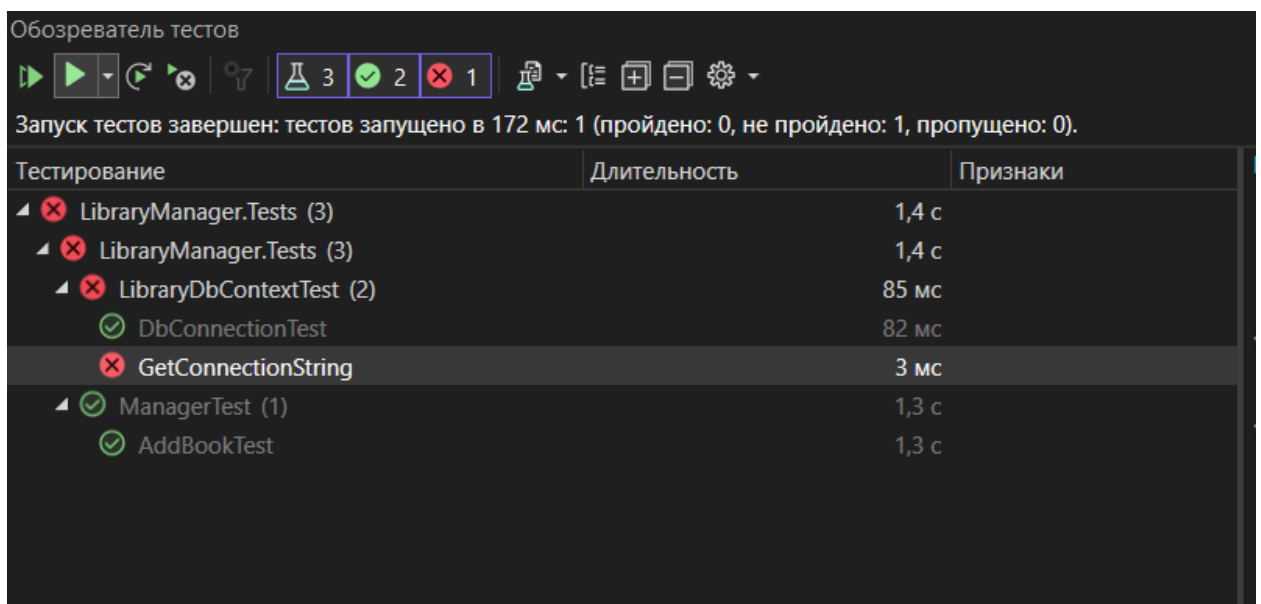 Обозреватель тестов
3 2 1
Запуск тестов завершен: тестов запущено в 172 мс: 1 (пройдено: 0, не пройдено: 1, пропущено: 0).
Тестирование Длительность Признаки
LibraryManager.Tests (3) 1,4 с
LibraryManager.Tests (3) 1,4 с
LibraryDbContextTest (2) 85 мс
DbConnectionTest 82 мс
GetConnectionString 3 мс
ManagerTest (1) 1,3 с
AddBookTest 1,3 с